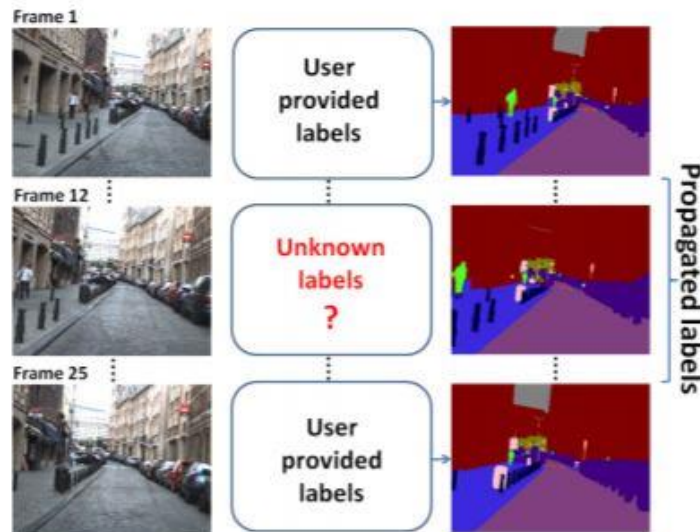 Frame 1
User
provided
labels
Frame 12
Unknown
labels
?
Frame 25
User
provided
labels
Propagated labels